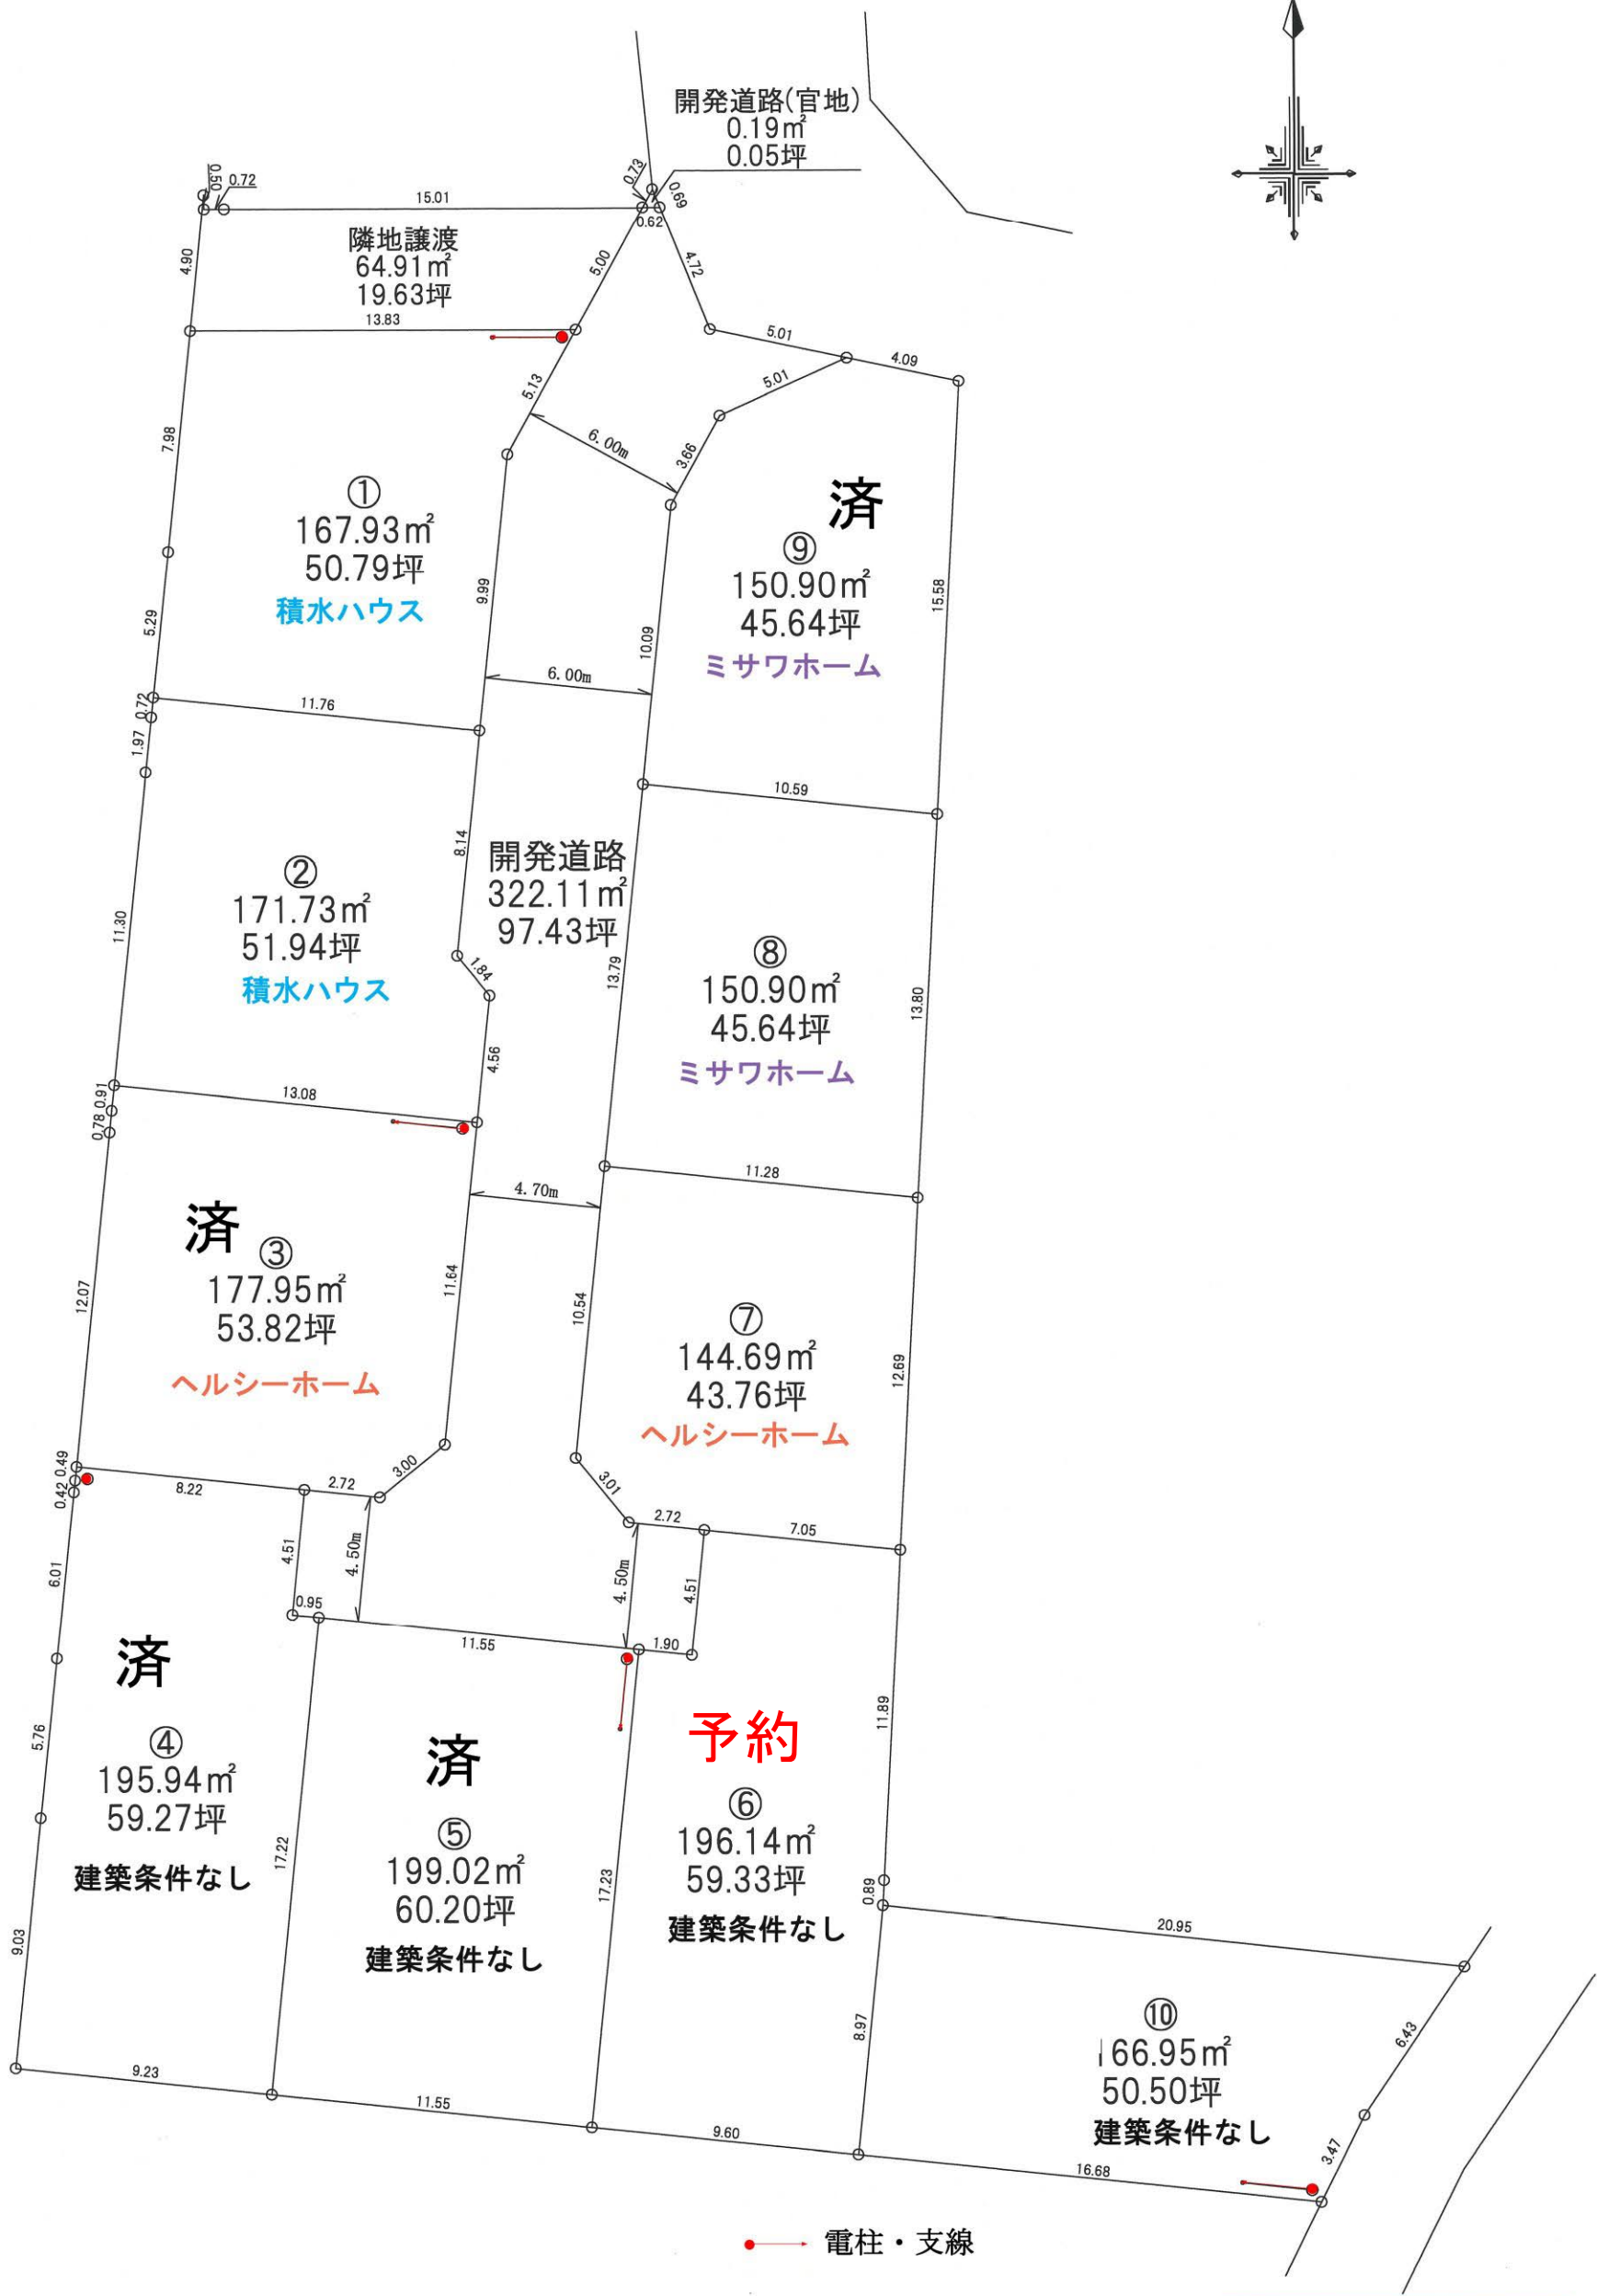 開発道路(官地)
0.19㎡
0.05坪
0.50
0.72
15.01
0.73
0.69
0.62
隣地譲渡
64.91㎡
19.63坪
4.90
5.00
4.72
13.83
5.01
4.09
5.13
5.01
6.00m
3.66
7.98
①
167.93㎡
50.79坪
積水ハウス
9.99
5.29
済
⑨
150.90㎡
45.64坪
ミサワホーム
15.58
10.09
6.00m
0.72
11.76
1.97
10.59
8.14
開発道路
322.11㎡
97.43坪
②
171.73㎡
51.94坪
積水ハウス
11.30
1.84
13.79
⑧
150.90㎡
45.64坪
ミサワホーム
13.80
4.56
0.91
13.08
0.78
11.28
4.70m
済
③
177.95㎡
53.82坪
ヘルシーホーム
12.07
11.64
10.54
⑦
144.69㎡
43.76坪
ヘルシーホーム
12.69
0.49
0.42
8.22
2.72
3.00
3.01
2.72
7.05
4.51
4.50m
4.50m
4.51
6.01
0.95
11.55
1.90
済
④
195.94㎡
59.27坪
建築条件なし
5.76
9.03
17.22
済
⑤
199.02㎡
60.20坪
建築条件なし
17.23
予約
⑥
196.14㎡
59.33坪
建築条件なし
11.89
0.89
20.95
8.97
⑩
166.95㎡
50.50坪
建築条件なし
6.43
3.47
9.23
11.55
9.60
16.68
電柱・支線